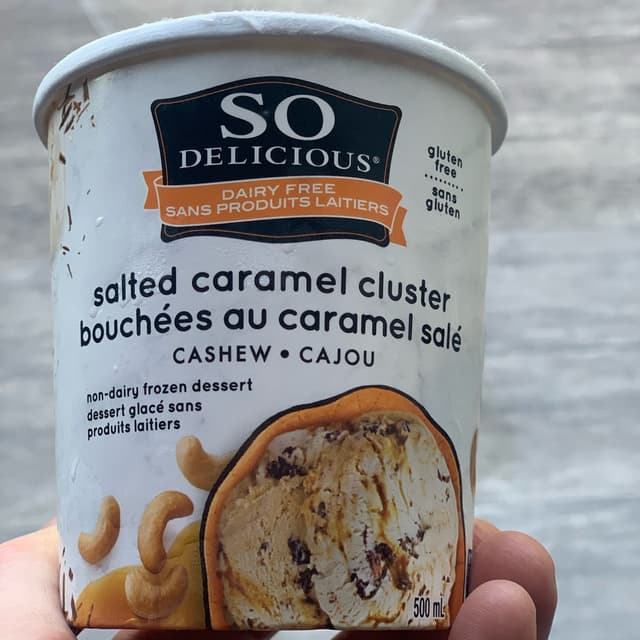 SO
DELICIOUS®
DAIRY FREE
SANS PRODUITS LAITIERS
gluten
free
sans
gluten
salted caramel cluster
bouchées au caramel salé
CASHEW • CAJOU
non-dairy frozen dessert
dessert glacé sans
produits laitiers
500 mL